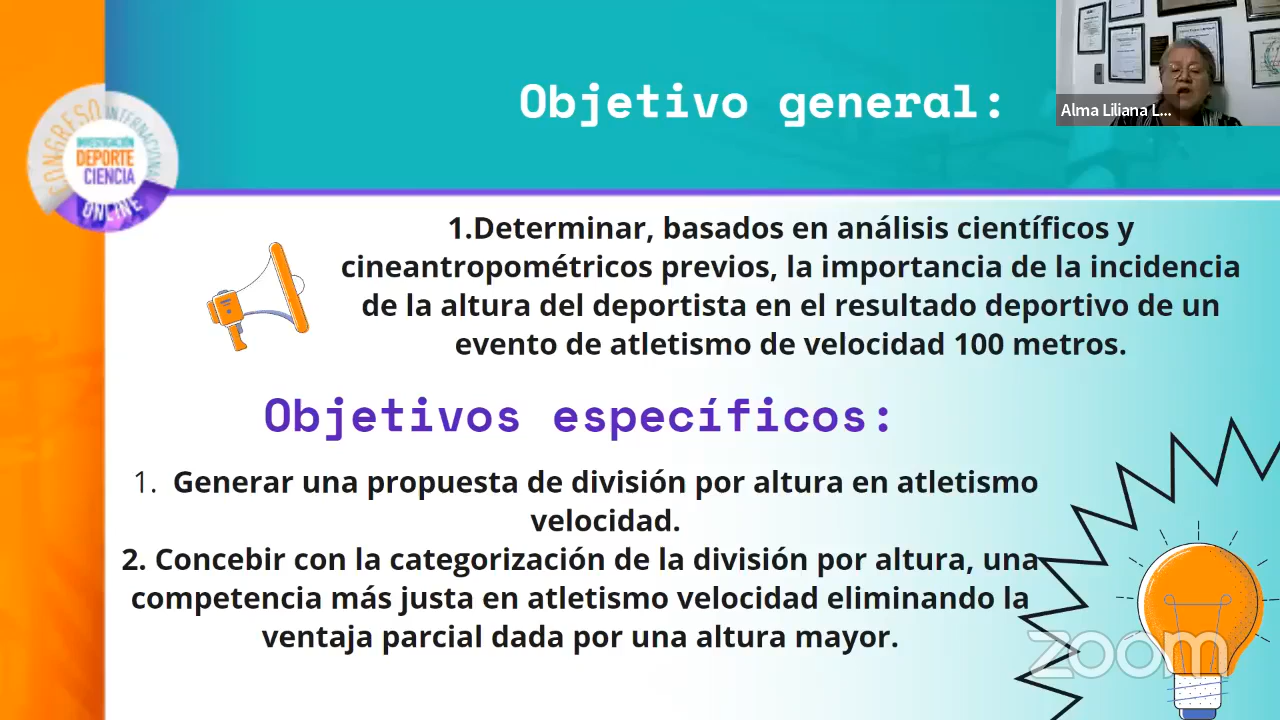 Objetivo general:
Alma Liliana L...
CONGRESO INTERNACIONAL
INVESTIGACIÓN
DEPORTE
CIENCIA
ONLINE
1.Determinar, basados en análisis científicos y
cineantropométricos previos, la importancia de la incidencia
de la altura del deportista en el resultado deportivo de un
evento de atletismo de velocidad 100 metros.
Objetivos específicos:
1. Generar una propuesta de división por altura en atletismo
velocidad.
2. Concebir con la categorización de la división por altura, una
competencia más justa en atletismo velocidad eliminando la
ventaja parcial dada por una altura mayor.
zoom